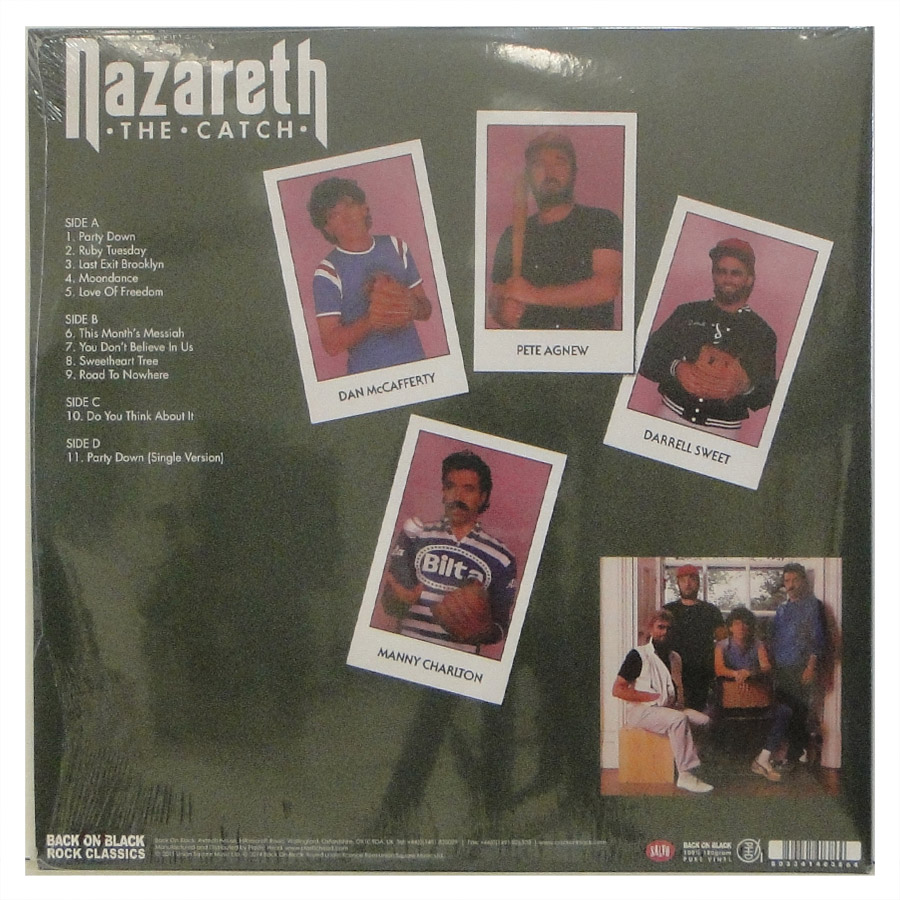 Nazareth
·THE·CATCH·
SIDE A
1. Party Down
2. Ruby Tuesday
3. Last Exit Brooklyn
4. Moondance
5. Love Of Freedom
SIDE B
6. This Month's Messiah
7. You Don't Believe In Us
8. Sweetheart Tree
9. Road To Nowhere
SIDE C
10. Do You Think About It
SIDE D
11. Party Down (Single Version)
DAN McCAFFERTY
PETE AGNEW
DARRELL SWEET
Bilta
MANNY CHARLTON
BACK ON BLACK
ROCK CLASSICS
SALVO
BACK ON BLACK
100% 180gram
PURE VINYL